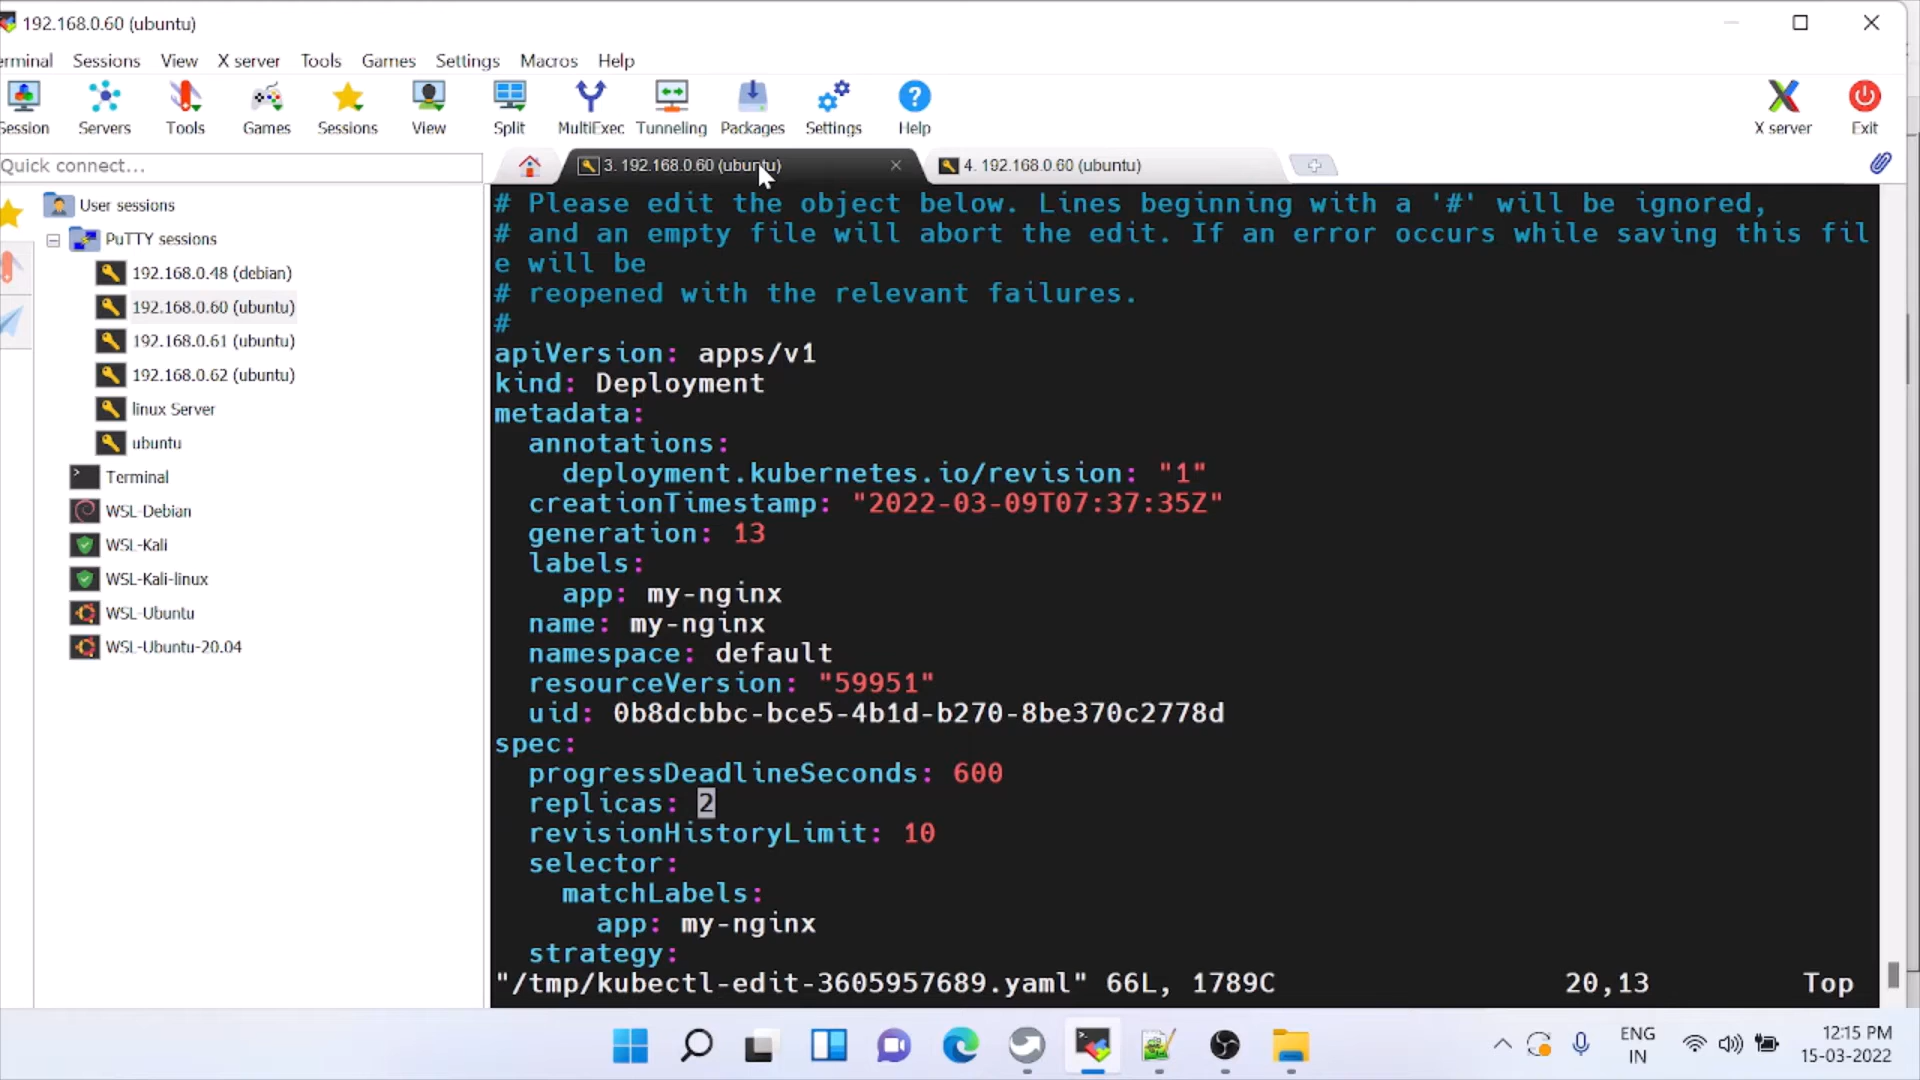 192.168.0.60 (ubuntu)
erminal Sessions View X server Tools Games Settings Macros Help
Session Servers Tools Games Sessions View Split MultiExec Tunneling Packages Settings Help X server Exit
Quick connect...
3. 192.168.0.60 (ubuntu)
4. 192.168.0.60 (ubuntu)
User sessions
PuTTY sessions
192.168.0.48 (debian)
192.168.0.60 (ubuntu)
192.168.0.61 (ubuntu)
192.168.0.62 (ubuntu)
linux Server
ubuntu
Terminal
WSL-Debian
WSL-Kali
WSL-Kali-linux
WSL-Ubuntu
WSL-Ubuntu-20.04
# Please edit the object below. Lines beginning with a '#' will be ignored,
# and an empty file will abort the edit. If an error occurs while saving this fil
e will be
# reopened with the relevant failures.
#
apiVersion: apps/v1
kind: Deployment
metadata:
  annotations:
    deployment.kubernetes.io/revision: "1"
  creationTimestamp: "2022-03-09T07:37:35Z"
  generation: 13
  labels:
    app: my-nginx
  name: my-nginx
  namespace: default
  resourceVersion: "59951"
  uid: 0b8dcbbc-bce5-4b1d-b270-8be370c2778d
spec:
  progressDeadlineSeconds: 600
  replicas: 2
  revisionHistoryLimit: 10
  selector:
    matchLabels:
      app: my-nginx
  strategy:
"/tmp/kubectl-edit-3605957689.yaml" 66L, 1789C 20,13 Top
ENG
IN
12:15 PM
15-03-2022